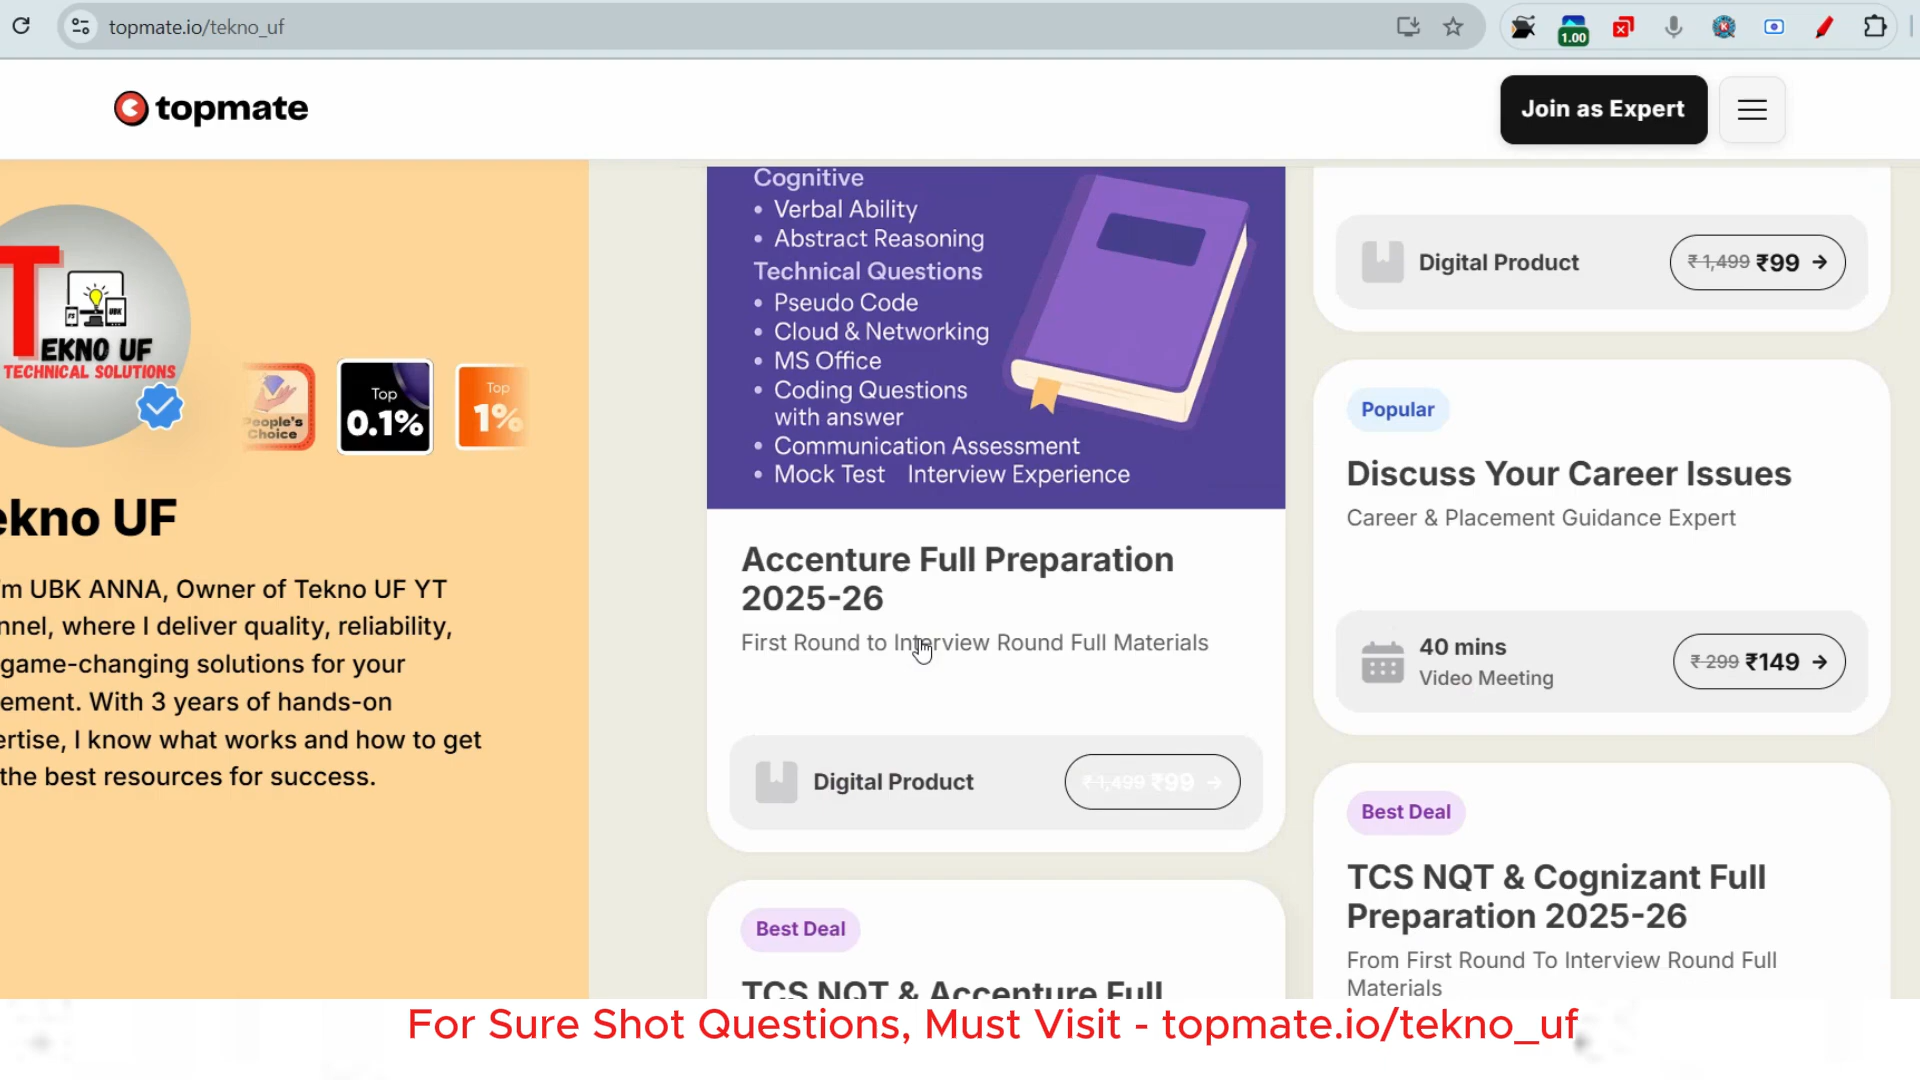 topmate.io/tekno_uf
1.00
topmate
Join as Expert
T
EKNO UF
TECHNICAL SOLUTIONS
People's
Choice
Top
0.1%
Top
1%
ekno UF
'm UBK ANNA, Owner of Tekno UF YT
nnel, where I deliver quality, reliability,
game-changing solutions for your
ement. With 3 years of hands-on
ertise, I know what works and how to get
the best resources for success.
Cognitive
• Verbal Ability
• Abstract Reasoning
Technical Questions
• Pseudo Code
• Cloud & Networking
• MS Office
• Coding Questions
with answer
• Communication Assessment
• Mock Test Interview Experience
Accenture Full Preparation
2025-26
First Round to Interview Round Full Materials
Digital Product
₹ 1,499 ₹99 →
Best Deal
TCS NQT & Accenture Full
Digital Product
₹ 1,499 ₹99 →
Popular
Discuss Your Career Issues
Career & Placement Guidance Expert
40 mins
Video Meeting
₹ 299 ₹149 →
Best Deal
TCS NQT & Cognizant Full
Preparation 2025-26
From First Round To Interview Round Full
Materials
For Sure Shot Questions, Must Visit - topmate.io/tekno_uf